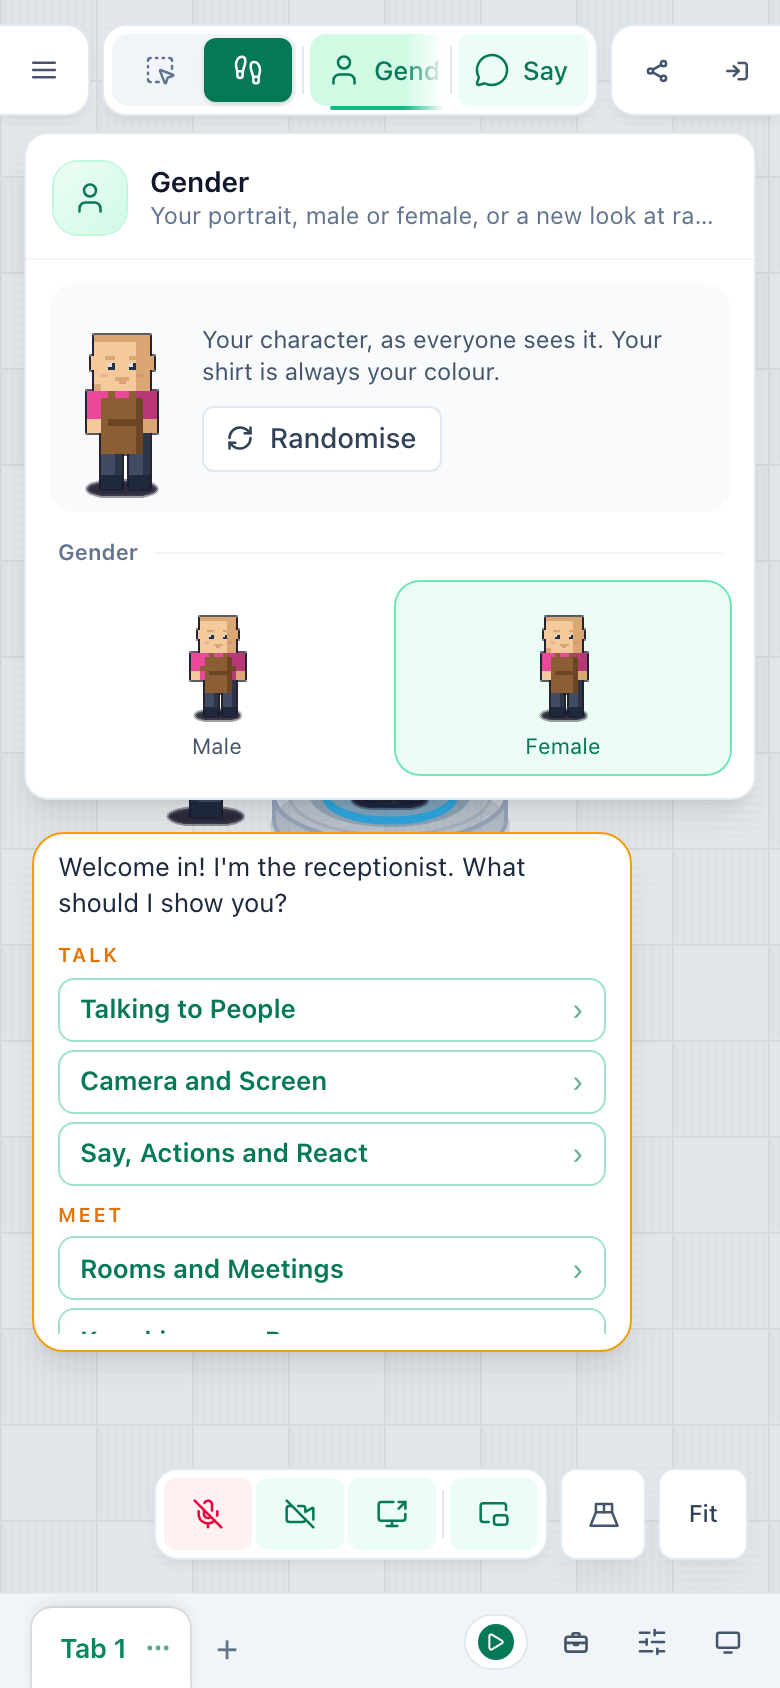 Gend
Say
Gender
Your portrait, male or female, or a new look at ra...
Your character, as everyone sees it. Your
shirt is always your colour.
Randomise
Gender
Male
Female
Welcome in! I'm the receptionist. What
should I show you?
TALK
Talking to People
Camera and Screen
Say, Actions and React
MEET
Rooms and Meetings
Fit
Tab 1